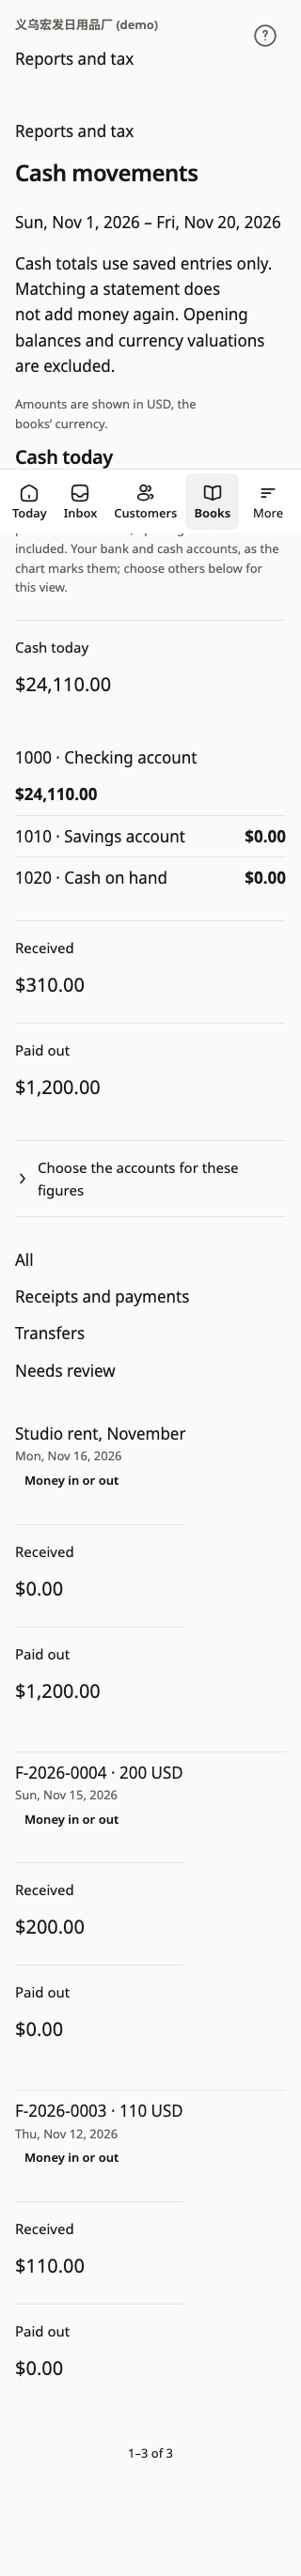 义乌宏发日用品厂 (demo)
Reports and tax
Reports and tax
Cash movements
Sun, Nov 1, 2026 – Fri, Nov 20, 2026
Cash totals use saved entries only.
Matching a statement does
not add money again. Opening
balances and currency valuations
are excluded.
Amounts are shown in USD, the
books’ currency.
Cash today
Today
Inbox
Customers
Books
More
included. Your bank and cash accounts, as the
chart marks them; choose others below for
this view.
Cash today
$24,110.00
1000 · Checking account
$24,110.00
1010 · Savings account $0.00
1020 · Cash on hand $0.00
Received
$310.00
Paid out
$1,200.00
Choose the accounts for these
figures
All
Receipts and payments
Transfers
Needs review
Studio rent, November
Mon, Nov 16, 2026
Money in or out
Received
$0.00
Paid out
$1,200.00
F-2026-0004 · 200 USD
Sun, Nov 15, 2026
Money in or out
Received
$200.00
Paid out
$0.00
F-2026-0003 · 110 USD
Thu, Nov 12, 2026
Money in or out
Received
$110.00
Paid out
$0.00
1–3 of 3